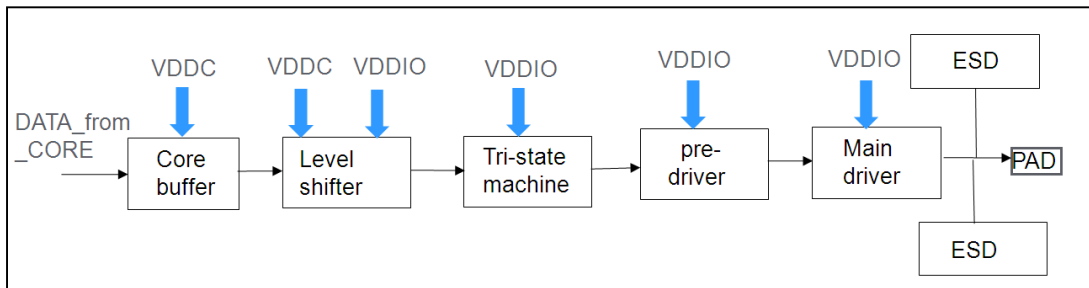 VDDC
VDDC
VDDIO
VDDIO
VDDIO
VDDIO
ESD
DATA_from
_CORE
Core
buffer
Level
shifter
Tri-state
machine
pre-
driver
Main
driver
PAD
ESD